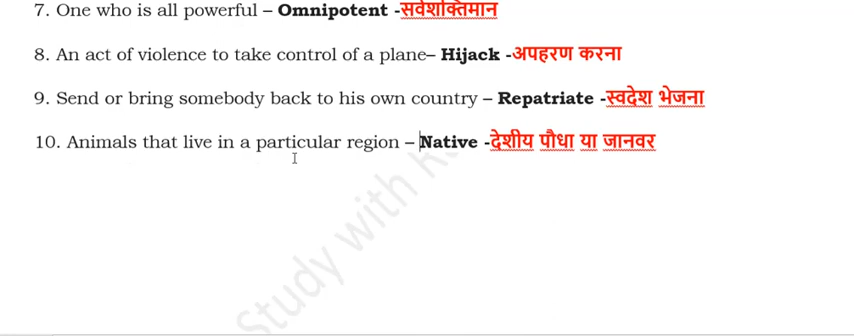 7. One who is all powerful – Omnipotent -सर्वशक्तिमान
8. An act of violence to take control of a plane– Hijack -अपहरण करना
9. Send or bring somebody back to his own country – Repatriate -स्वदेश भेजना
10. Animals that live in a particular region – Native -देशीय पौधा या जानवर
Study with